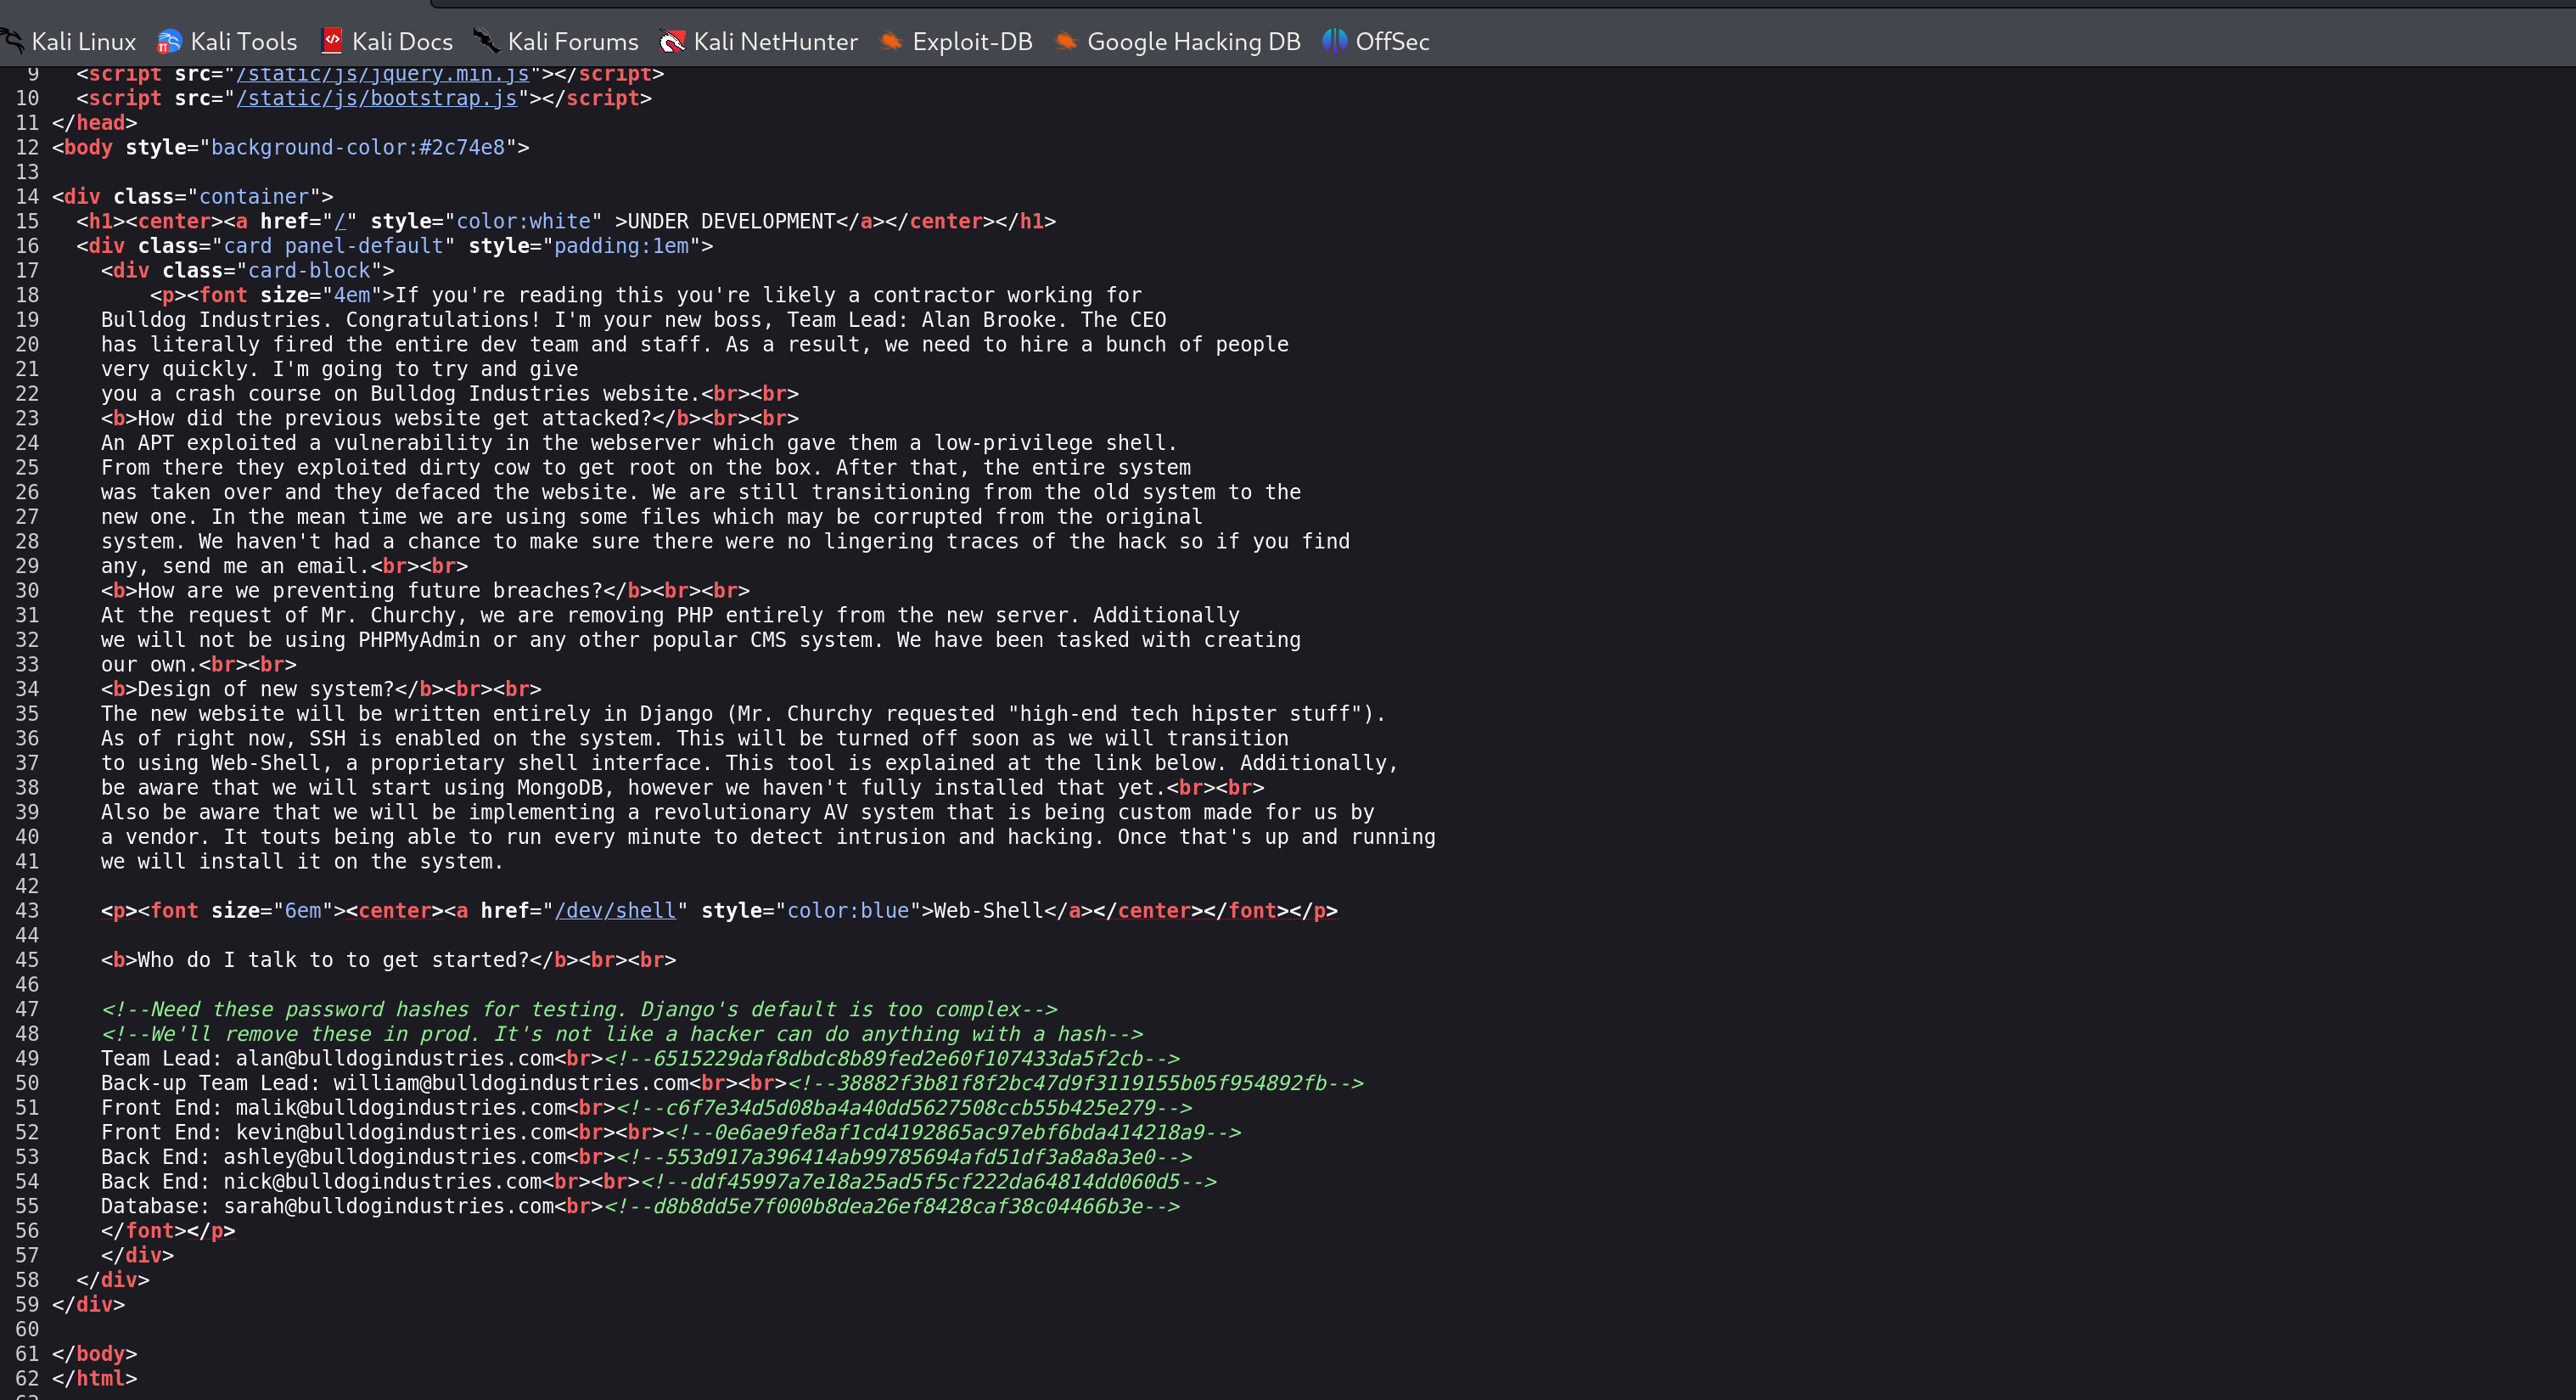 Kali Linux Kali Tools Kali Docs Kali Forums Kali NetHunter Exploit-DB Google Hacking DB OffSec
9 <script src="/static/js/jquery.min.js"></script>
10 <script src="/static/js/bootstrap.js"></script>
11 </head>
12 <body style="background-color:#2c74e8">
13
14 <div class="container">
15 <h1><center><a href="/" style="color:white" >UNDER DEVELOPMENT</a></center></h1>
16 <div class="card panel-default" style="padding:1em">
17 <div class="card-block">
18 <p><font size="4em">If you're reading this you're likely a contractor working for
19 Bulldog Industries. Congratulations! I'm your new boss, Team Lead: Alan Brooke. The CEO
20 has literally fired the entire dev team and staff. As a result, we need to hire a bunch of people
21 very quickly. I'm going to try and give
22 you a crash course on Bulldog Industries website.<br><br>
23 <b>How did the previous website get attacked?</b><br><br>
24 An APT exploited a vulnerability in the webserver which gave them a low-privilege shell.
25 From there they exploited dirty cow to get root on the box. After that, the entire system
26 was taken over and they defaced the website. We are still transitioning from the old system to the
27 new one. In the mean time we are using some files which may be corrupted from the original
28 system. We haven't had a chance to make sure there were no lingering traces of the hack so if you find
29 any, send me an email.<br><br>
30 <b>How are we preventing future breaches?</b><br><br>
31 At the request of Mr. Churchy, we are removing PHP entirely from the new server. Additionally
32 we will not be using PHPMyAdmin or any other popular CMS system. We have been tasked with creating
33 our own.<br><br>
34 <b>Design of new system?</b><br><br>
35 The new website will be written entirely in Django (Mr. Churchy requested "high-end tech hipster stuff").
36 As of right now, SSH is enabled on the system. This will be turned off soon as we will transition
37 to using Web-Shell, a proprietary shell interface. This tool is explained at the link below. Additionally,
38 be aware that we will start using MongoDB, however we haven't fully installed that yet.<br><br>
39 Also be aware that we will be implementing a revolutionary AV system that is being custom made for us by
40 a vendor. It touts being able to run every minute to detect intrusion and hacking. Once that's up and running
41 we will install it on the system.
42
43 <p><font size="6em"><center><a href="/dev/shell" style="color:blue">Web-Shell</a></center></font></p>
44
45 <b>Who do I talk to to get started?</b><br><br>
46
47 <!--Need these password hashes for testing. Django's default is too complex-->
48 <!--We'll remove these in prod. It's not like a hacker can do anything with a hash-->
49 Team Lead: alan@bulldogindustries.com<br><!--6515229daf8dbdc8b89fed2e60f107433da5f2cb-->
50 Back-up Team Lead: william@bulldogindustries.com<br><br><!--38882f3b81f8f2bc47d9f3119155b05f954892fb-->
51 Front End: malik@bulldogindustries.com<br><!--c6f7e34d5d08ba4a40dd5627508ccb55b425e279-->
52 Front End: kevin@bulldogindustries.com<br><br><!--0e6ae9fe8af1cd4192865ac97ebf6bda414218a9-->
53 Back End: ashley@bulldogindustries.com<br><!--553d917a396414ab99785694afd51df3a8a8a3e0-->
54 Back End: nick@bulldogindustries.com<br><br><!--ddf45997a7e18a25ad5f5cf222da64814dd060d5-->
55 Database: sarah@bulldogindustries.com<br><!--d8b8dd5e7f000b8dea26ef8428caf38c04466b3e-->
56 </font></p>
57 </div>
58 </div>
59 </div>
60
61 </body>
62 </html>
63